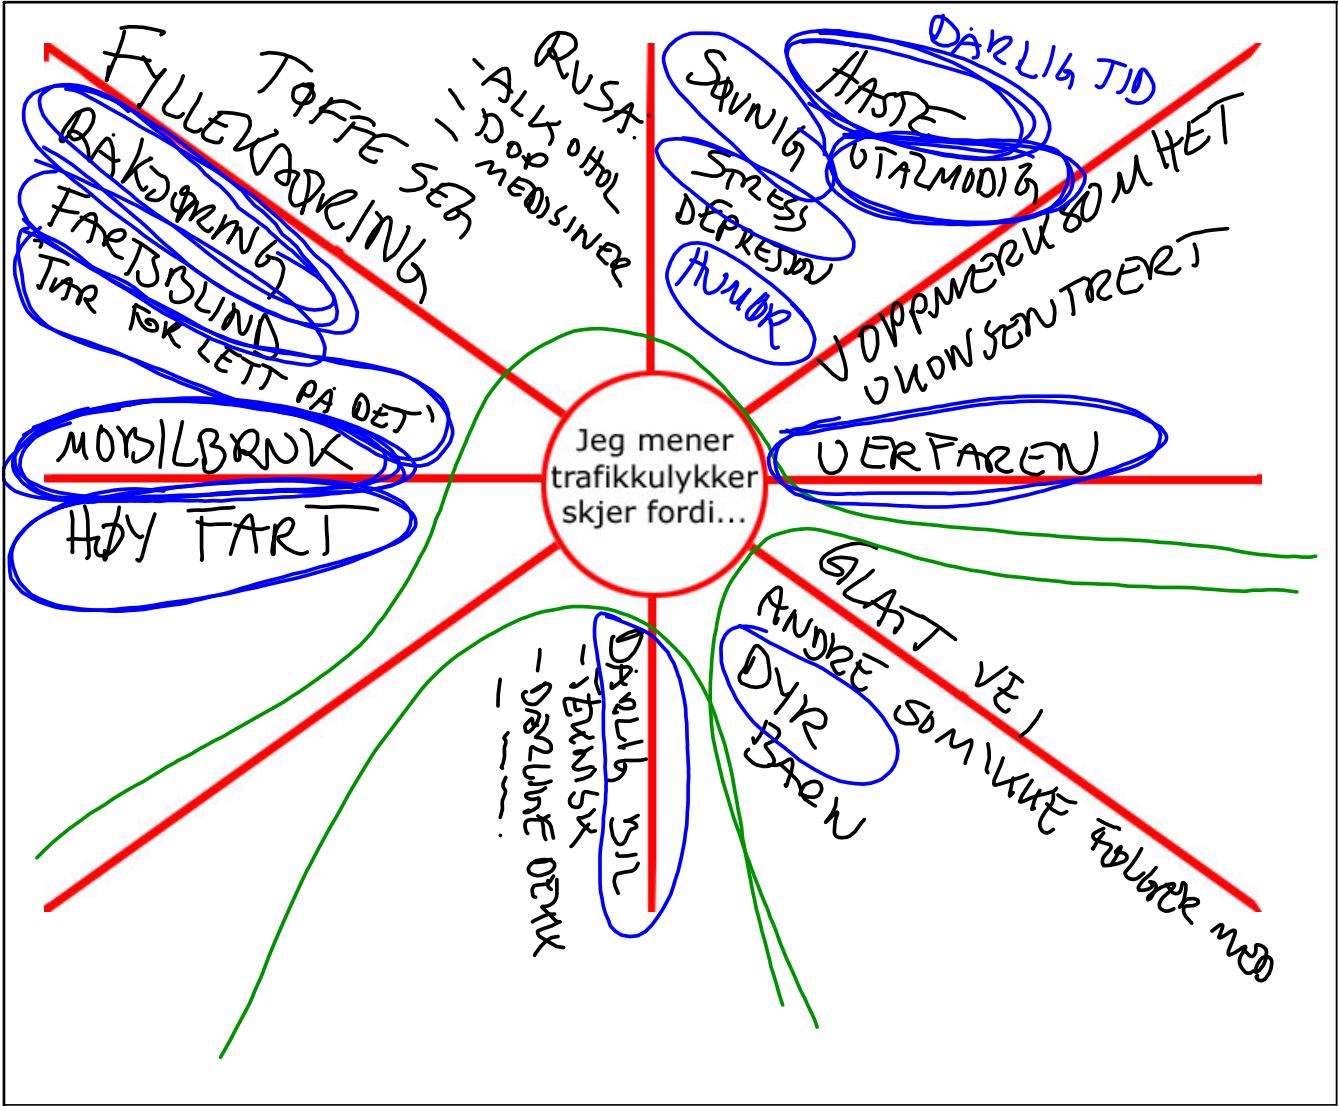 FYLLEKJØRING
TØFFE SEG
RUSA:
- ALKOHOL
- DOP
- MEDISINER
RÅKJØRING
FARTSBLIND
TAR FOR LETT PÅ DET
MOBILBRUK
HØY FART
SØVNIG
HASTE
DÅRLIG TID
UTÅLMODIG
STRESS
DEPRESJON
HUMØR
UOPPMERKSOMHET
UKONSENTRERT
UERFAREN
Jeg mener
trafikkulykker
skjer fordi...
GLATT VEI
ANDRE SOM IKKE FØLGER MED
DYR
BARN
DÅRLIG BIL
- TEKNISK
- DÅRLIGE DEKK